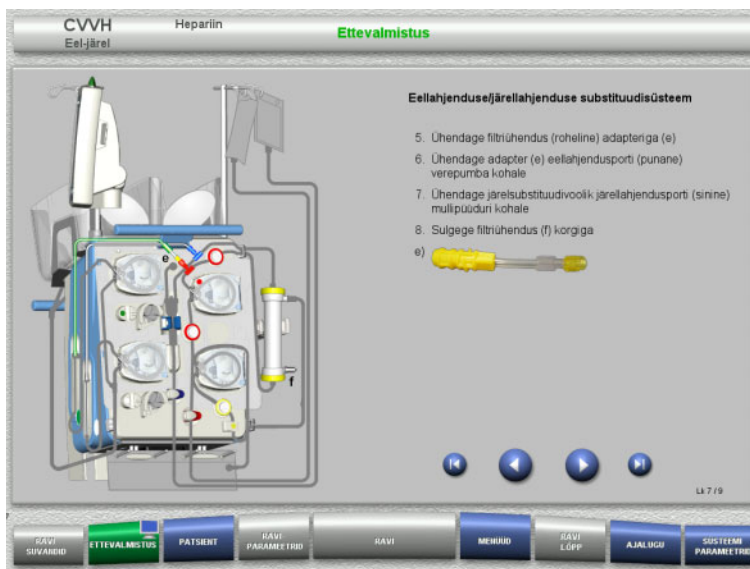 CVVH
Hepariin
Eel-järel
Ettevalmistus
Eellahjenduse/järellahjenduse substituudisüsteem
5. Ühendage filtriühendus (roheline) adapteriga (e)
6. Ühendage adapter (e) eellahjendusporti (punane)
verepumba kohale
7. Ühendage järelsubstituudivoolik järellahjendusporti (sinine)
mullipüüduri kohale
8. Sulgege filtriühendus (f) korgiga
e)
e
f
Lk 7 / 9
RAVI
SUVANDID
ETTEVALMISTUS
PATSIENT
RAVI
PARAMEETRID
RAVI
MENÜÜD
RAVI
LÕPP
AJALUGU
SÜSTEEMI
PARAMEETRID